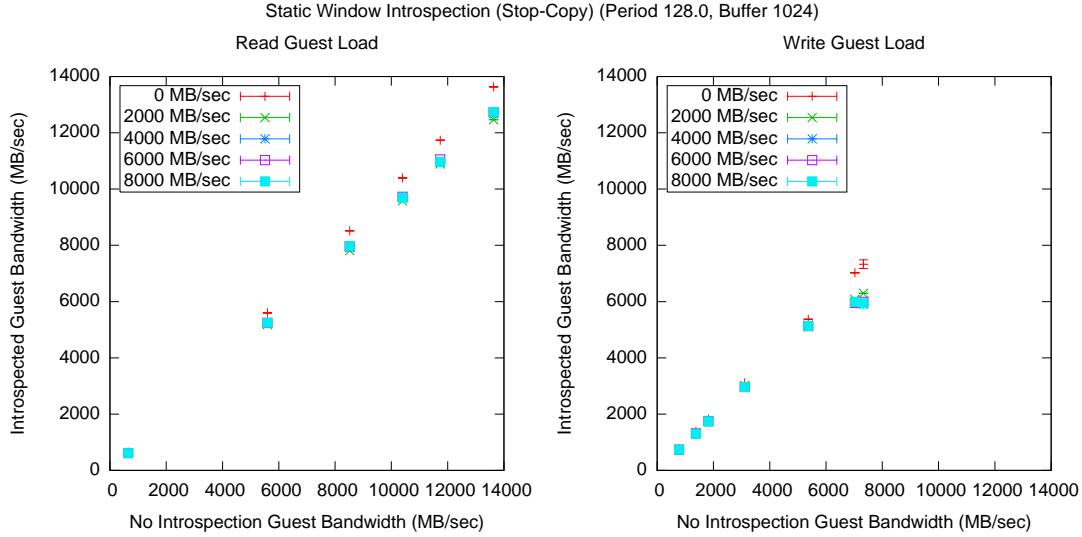 Static Window Introspection (Stop-Copy) (Period 128.0, Buffer 1024)
Read Guest Load
Introspected Guest Bandwidth (MB/sec)
14000
12000
10000
8000
6000
4000
2000
0
0 MB/sec
2000 MB/sec
4000 MB/sec
6000 MB/sec
8000 MB/sec
0 2000 4000 6000 8000 10000 12000 14000
No Introspection Guest Bandwidth (MB/sec)
Write Guest Load
Introspected Guest Bandwidth (MB/sec)
14000
12000
10000
8000
6000
4000
2000
0
0 MB/sec
2000 MB/sec
4000 MB/sec
6000 MB/sec
8000 MB/sec
0 2000 4000 6000 8000 10000 12000 14000
No Introspection Guest Bandwidth (MB/sec)